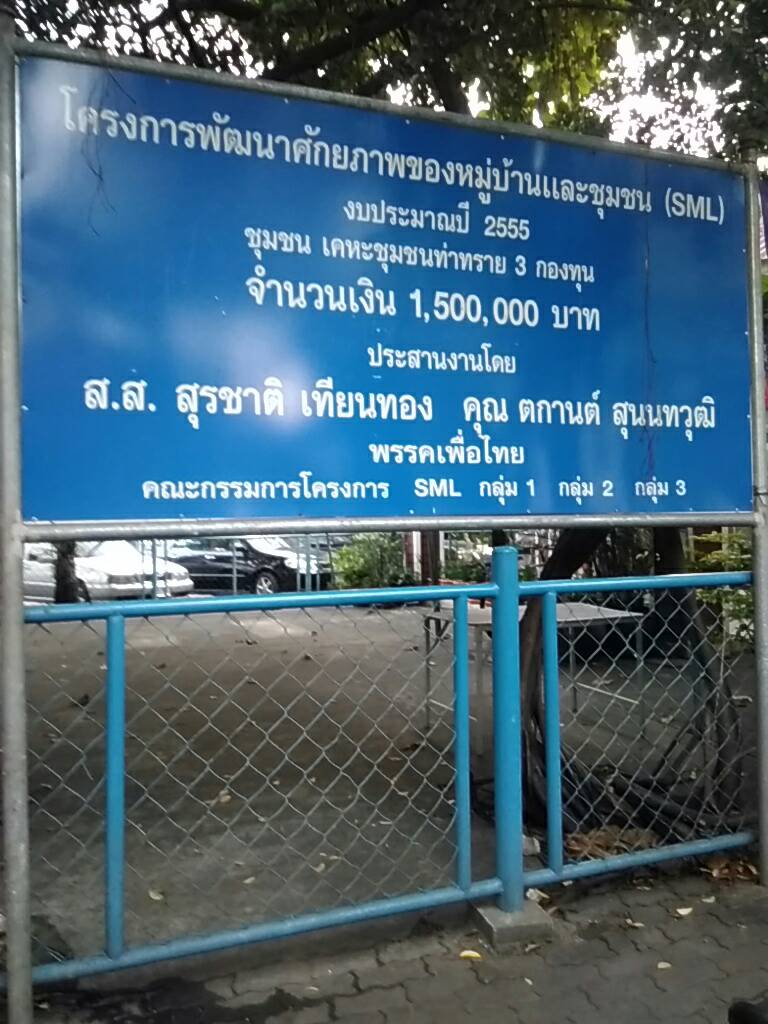 โครงการพัฒนาศักยภาพของหมู่บ้านและชุมชน (SML)
งบประมาณปี 2555
ชุมชน เคหะชุมชนท่าทราย 3 กองทุน
จำนวนเงิน 1,500,000 บาท
ประสานงานโดย
ส.ส. สุรชาติ เทียนทอง คุณ ตกานต์ สุนนทวุฒิ
พรรคเพื่อไทย
คณะกรรมการโครงการ SML กลุ่ม 1 กลุ่ม 2 กลุ่ม 3